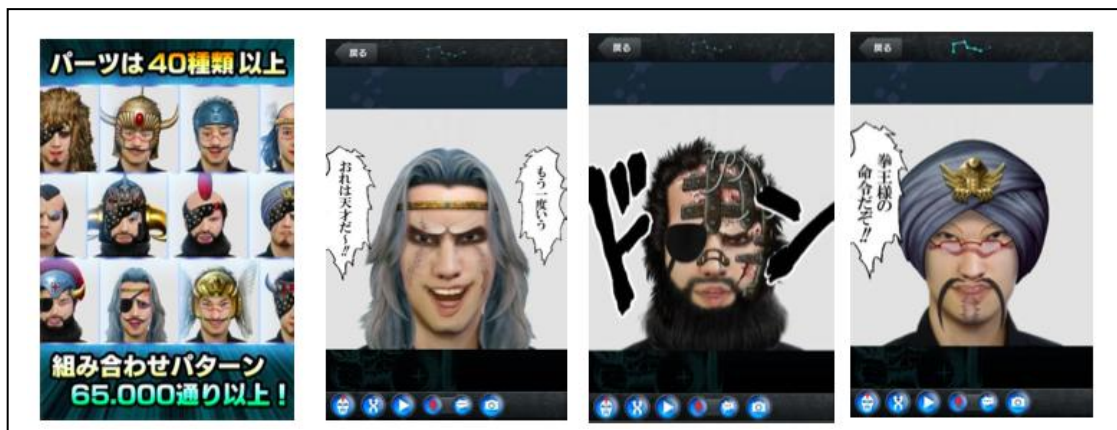 パーツは40種類以上
組み合わせパターン
65.000通り以上！
戻る
もう一度いう
おれは天才だ～!!
戻る
ドーン
戻る
拳王様の
命令だぞ!!